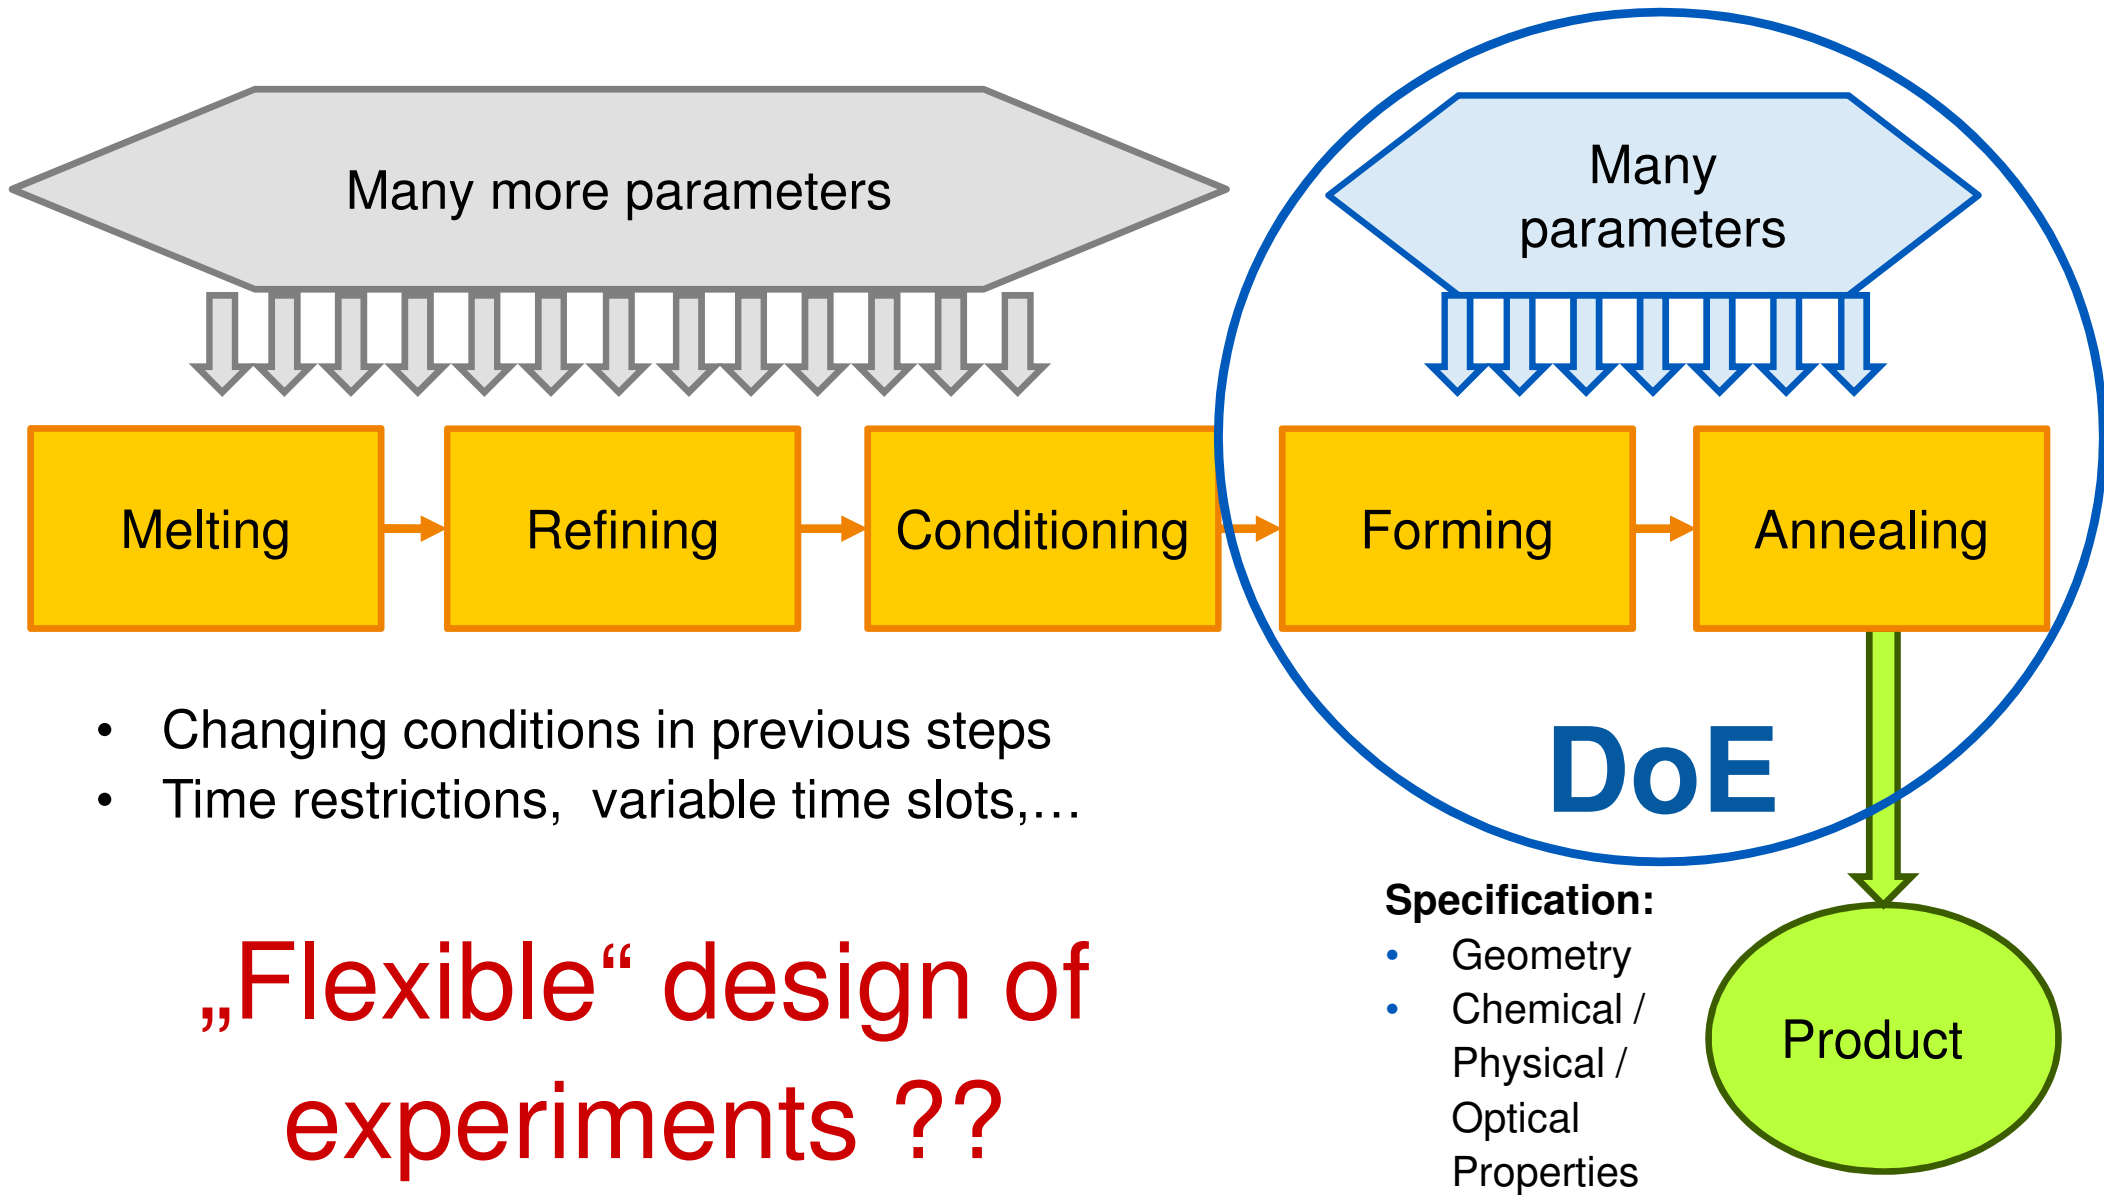 Many more parameters
Many
parameters
Melting
Refining
Conditioning
Forming
Annealing
• Changing conditions in previous steps
• Time restrictions,  variable time slots,…
DoE
„Flexible“ design of
experiments ??
Specification:
• Geometry
• Chemical /
Physical /
Optical
Properties
Product